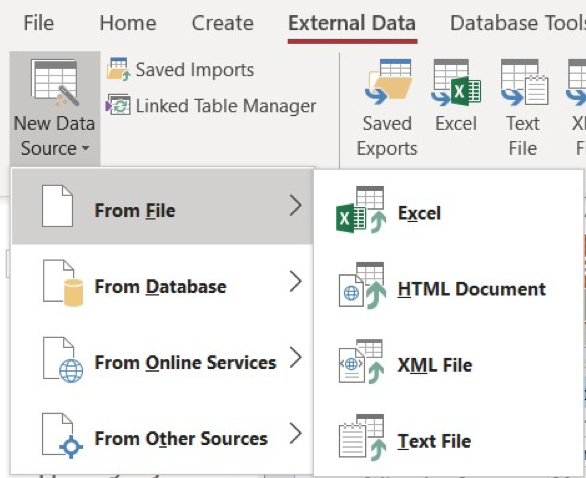 File Home Create External Data Database Tools
Saved Imports
Linked Table Manager
New Data
Source
Saved
Exports
Excel
Text
File
From File
From Database
From Online Services
From Other Sources
Excel
HTML Document
XML File
Text File